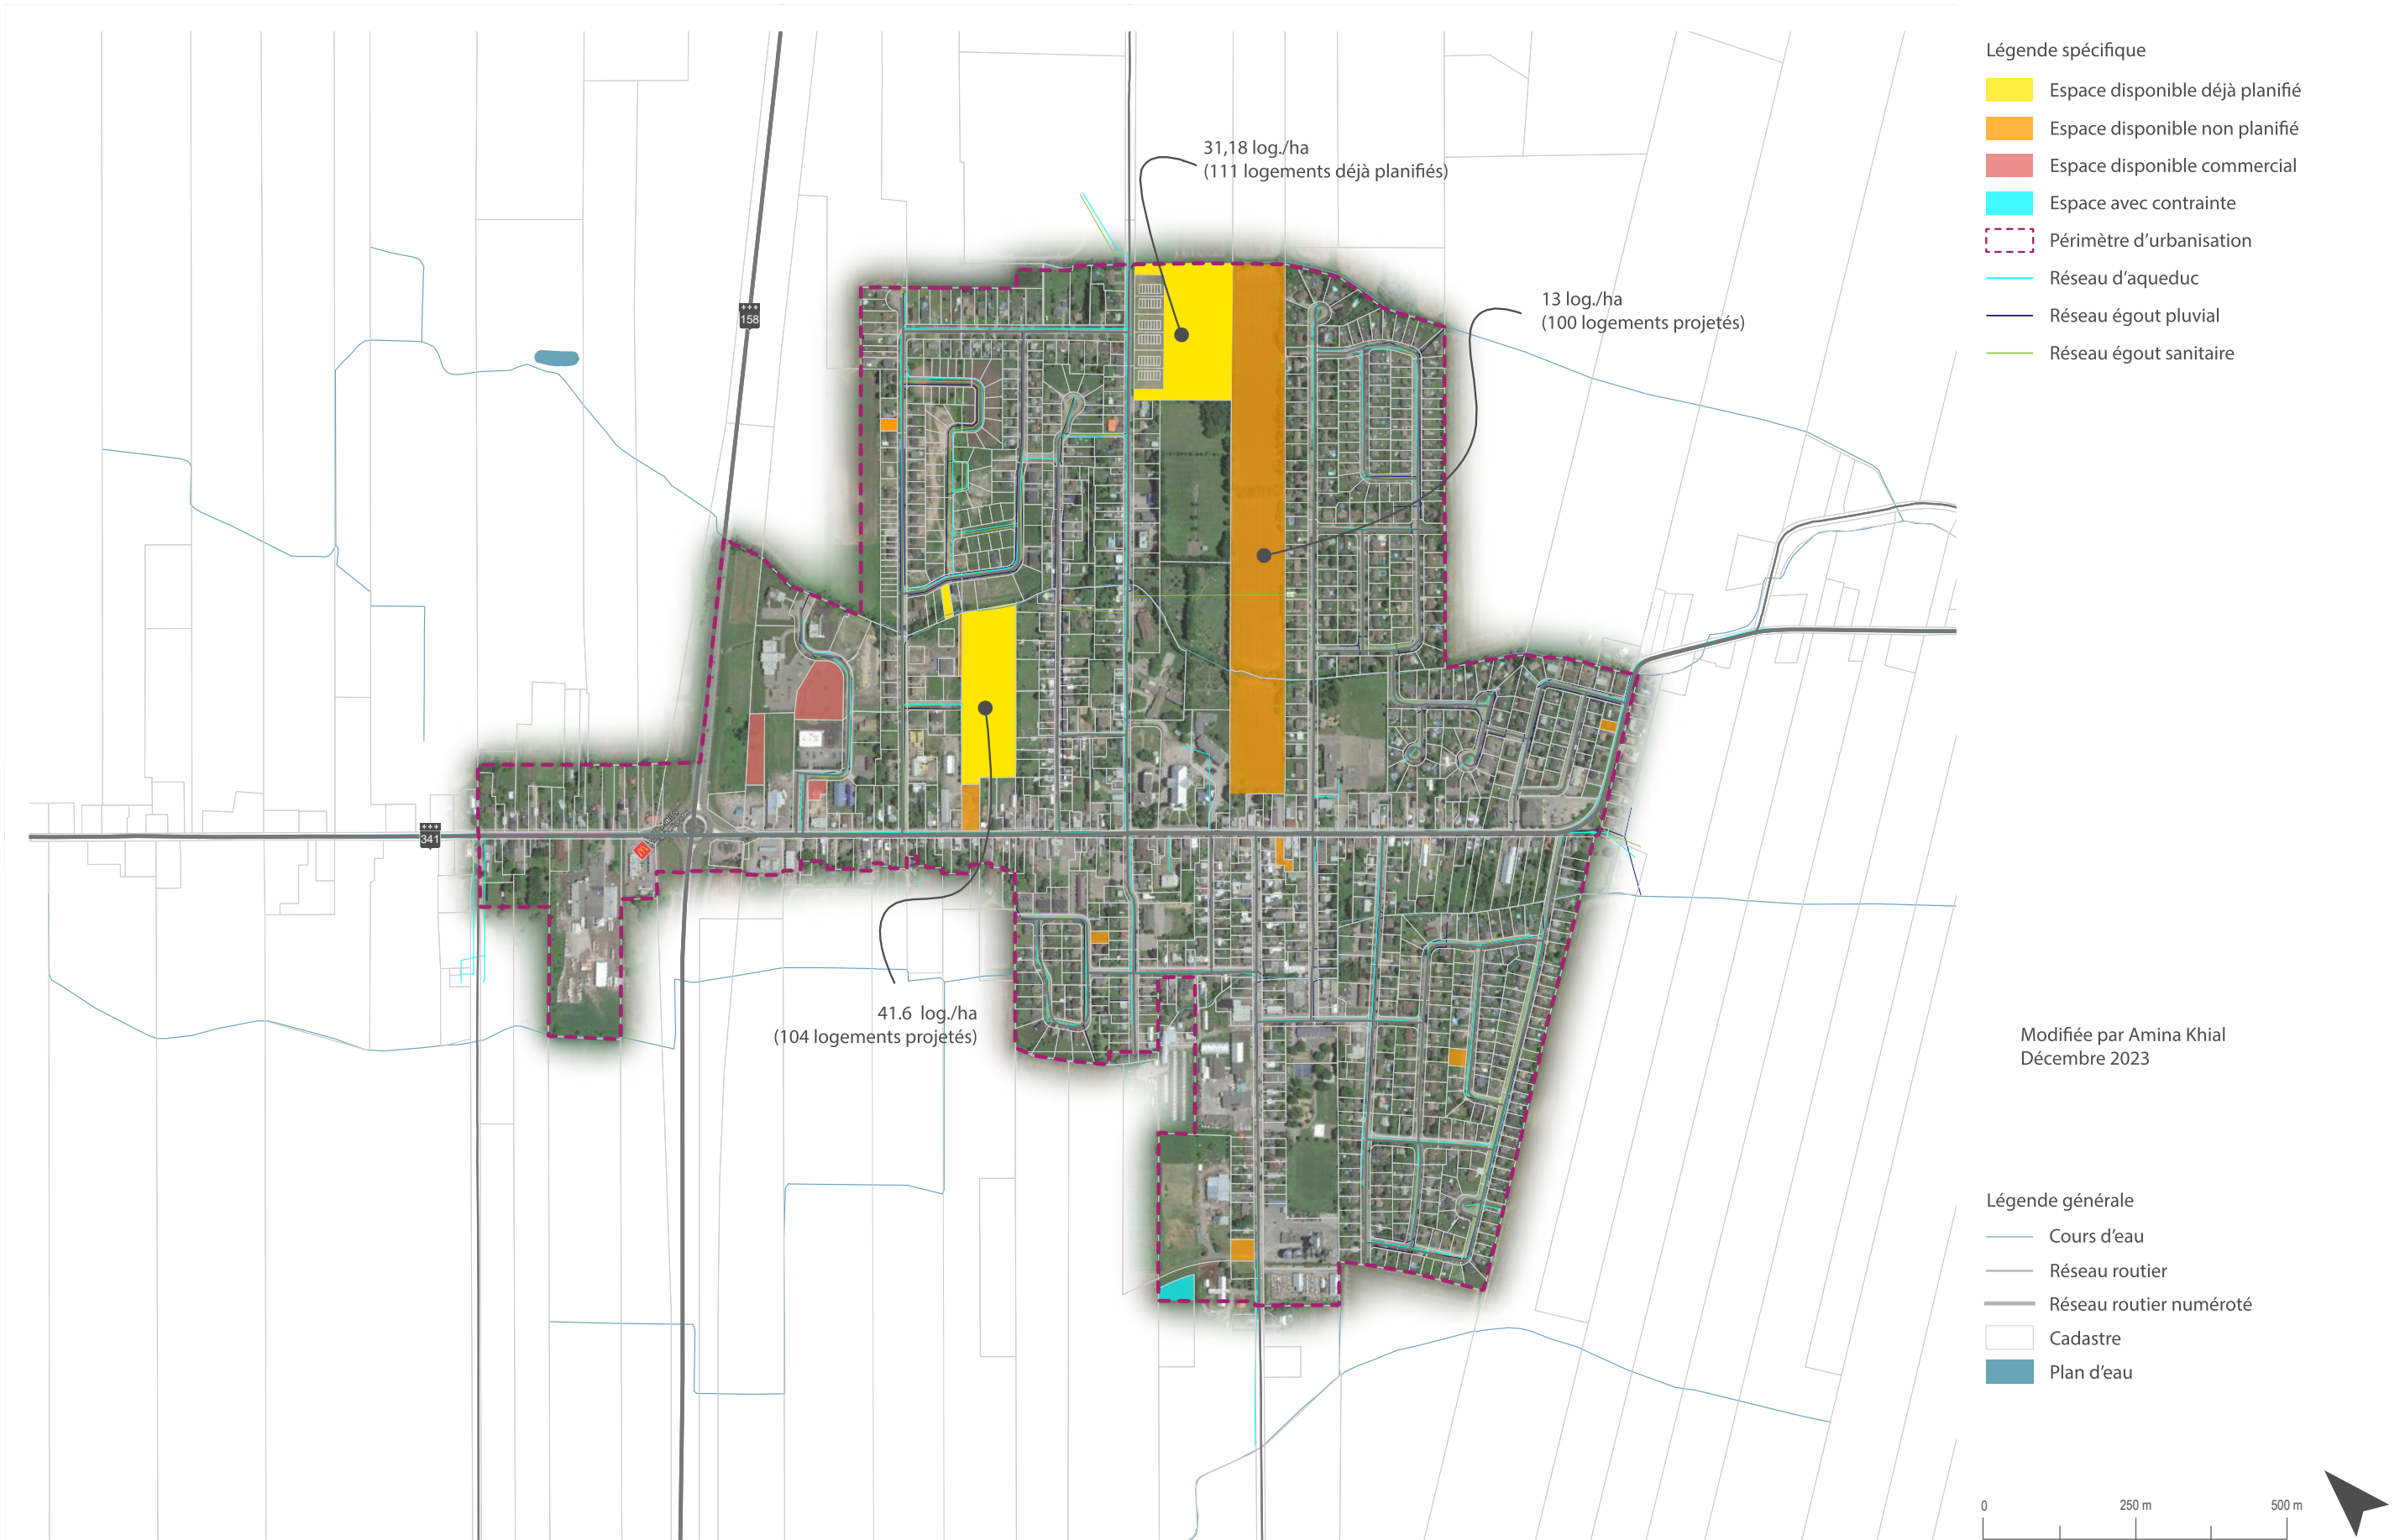 Légende spécifique
Espace disponible déjà planifié
Espace disponible non planifié
Espace disponible commercial
Espace avec contrainte
Périmètre d'urbanisation
Réseau d'aqueduc
Réseau égout pluvial
Réseau égout sanitaire
31,18 log./ha
(111 logements déjà planifiés)
13 log./ha
(100 logements projetés)
158
341
41.6 log./ha
(104 logements projetés)
Modifiée par Amina Khial
Décembre 2023
Légende générale
Cours d'eau
Réseau routier
Réseau routier numéroté
Cadastre
Plan d'eau
0 250 m 500 m